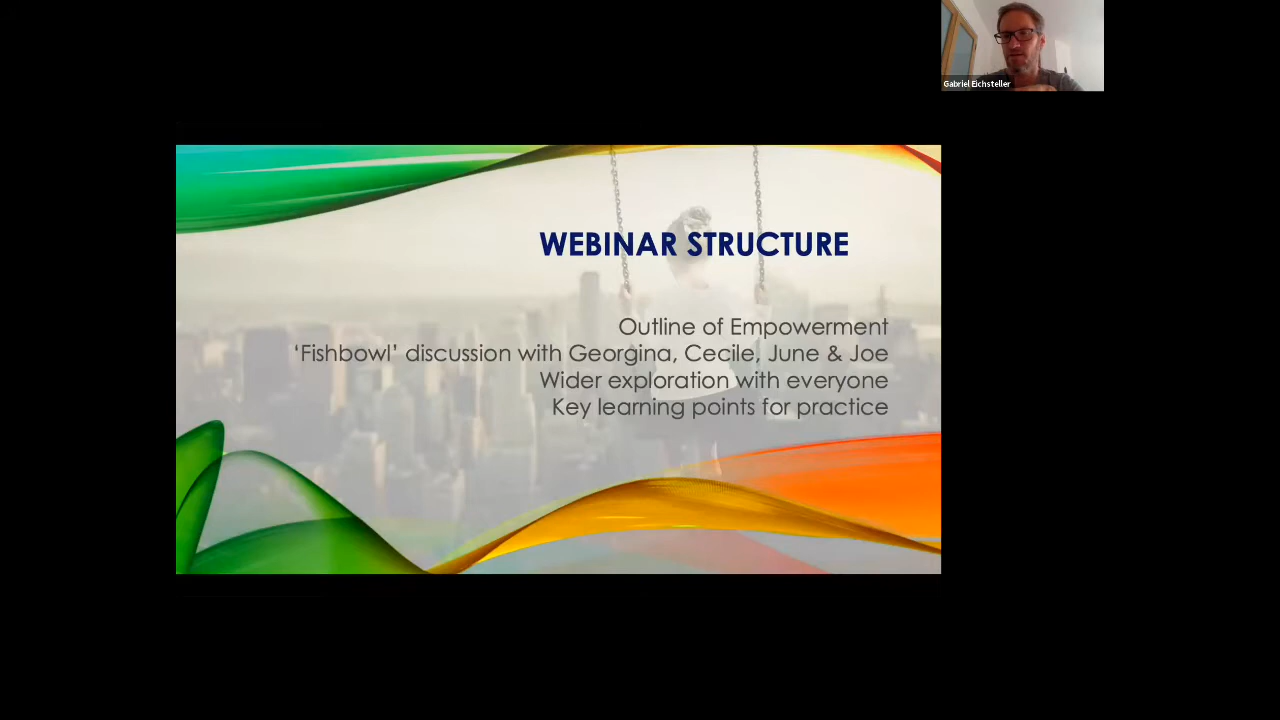 Gabriel Eichsteller
WEBINAR STRUCTURE
Outline of Empowerment
‘Fishbowl’ discussion with Georgina, Cecile, June & Joe
Wider exploration with everyone
Key learning points for practice